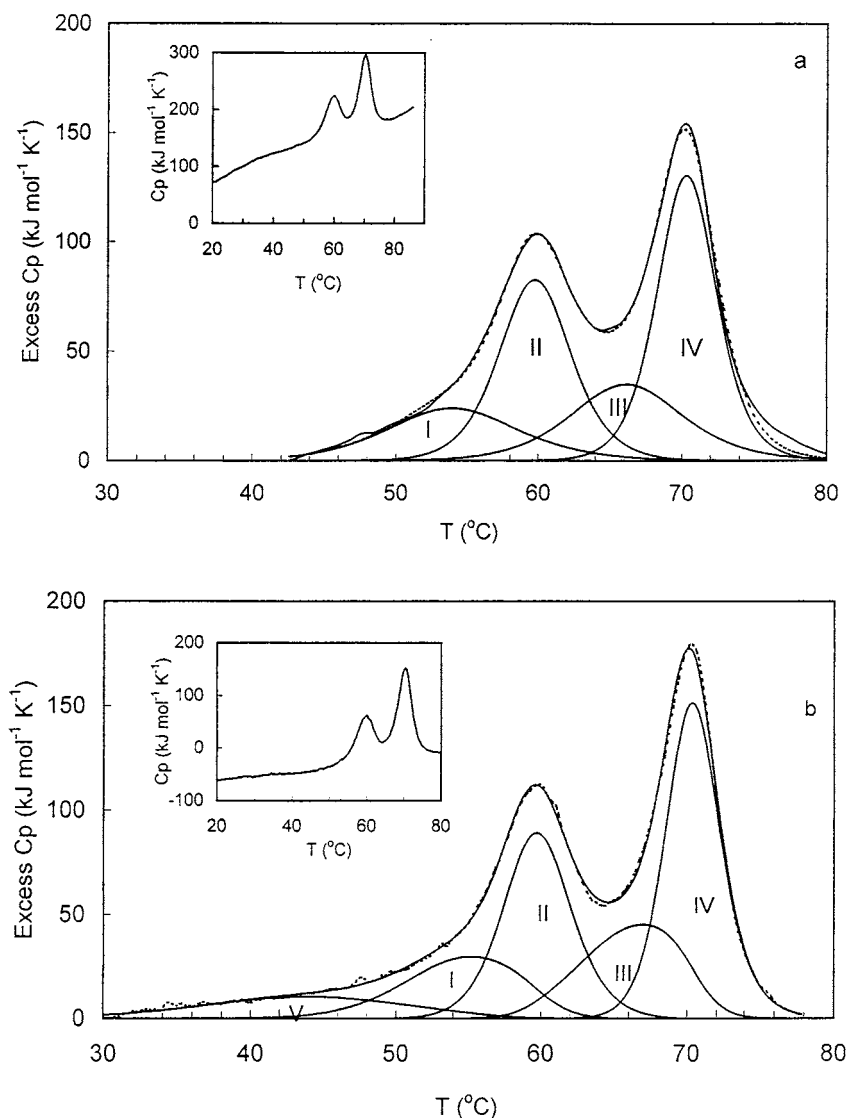 a
Excess Cp (kJ mol⁻¹ K⁻¹)
200
150
100
50
0
30 40 50 60 70 80
T (°C)
Cp (kJ mol⁻¹ K⁻¹)
300
200
100
0
20 40 60 80
T (°C)
I
II
III
IV
b
Excess Cp (kJ mol⁻¹ K⁻¹)
200
150
100
50
0
30 40 50 60 70 80
T (°C)
Cp (kJ mol⁻¹ K⁻¹)
200
100
0
-100
20 40 60 80
T (°C)
V
I
II
III
IV